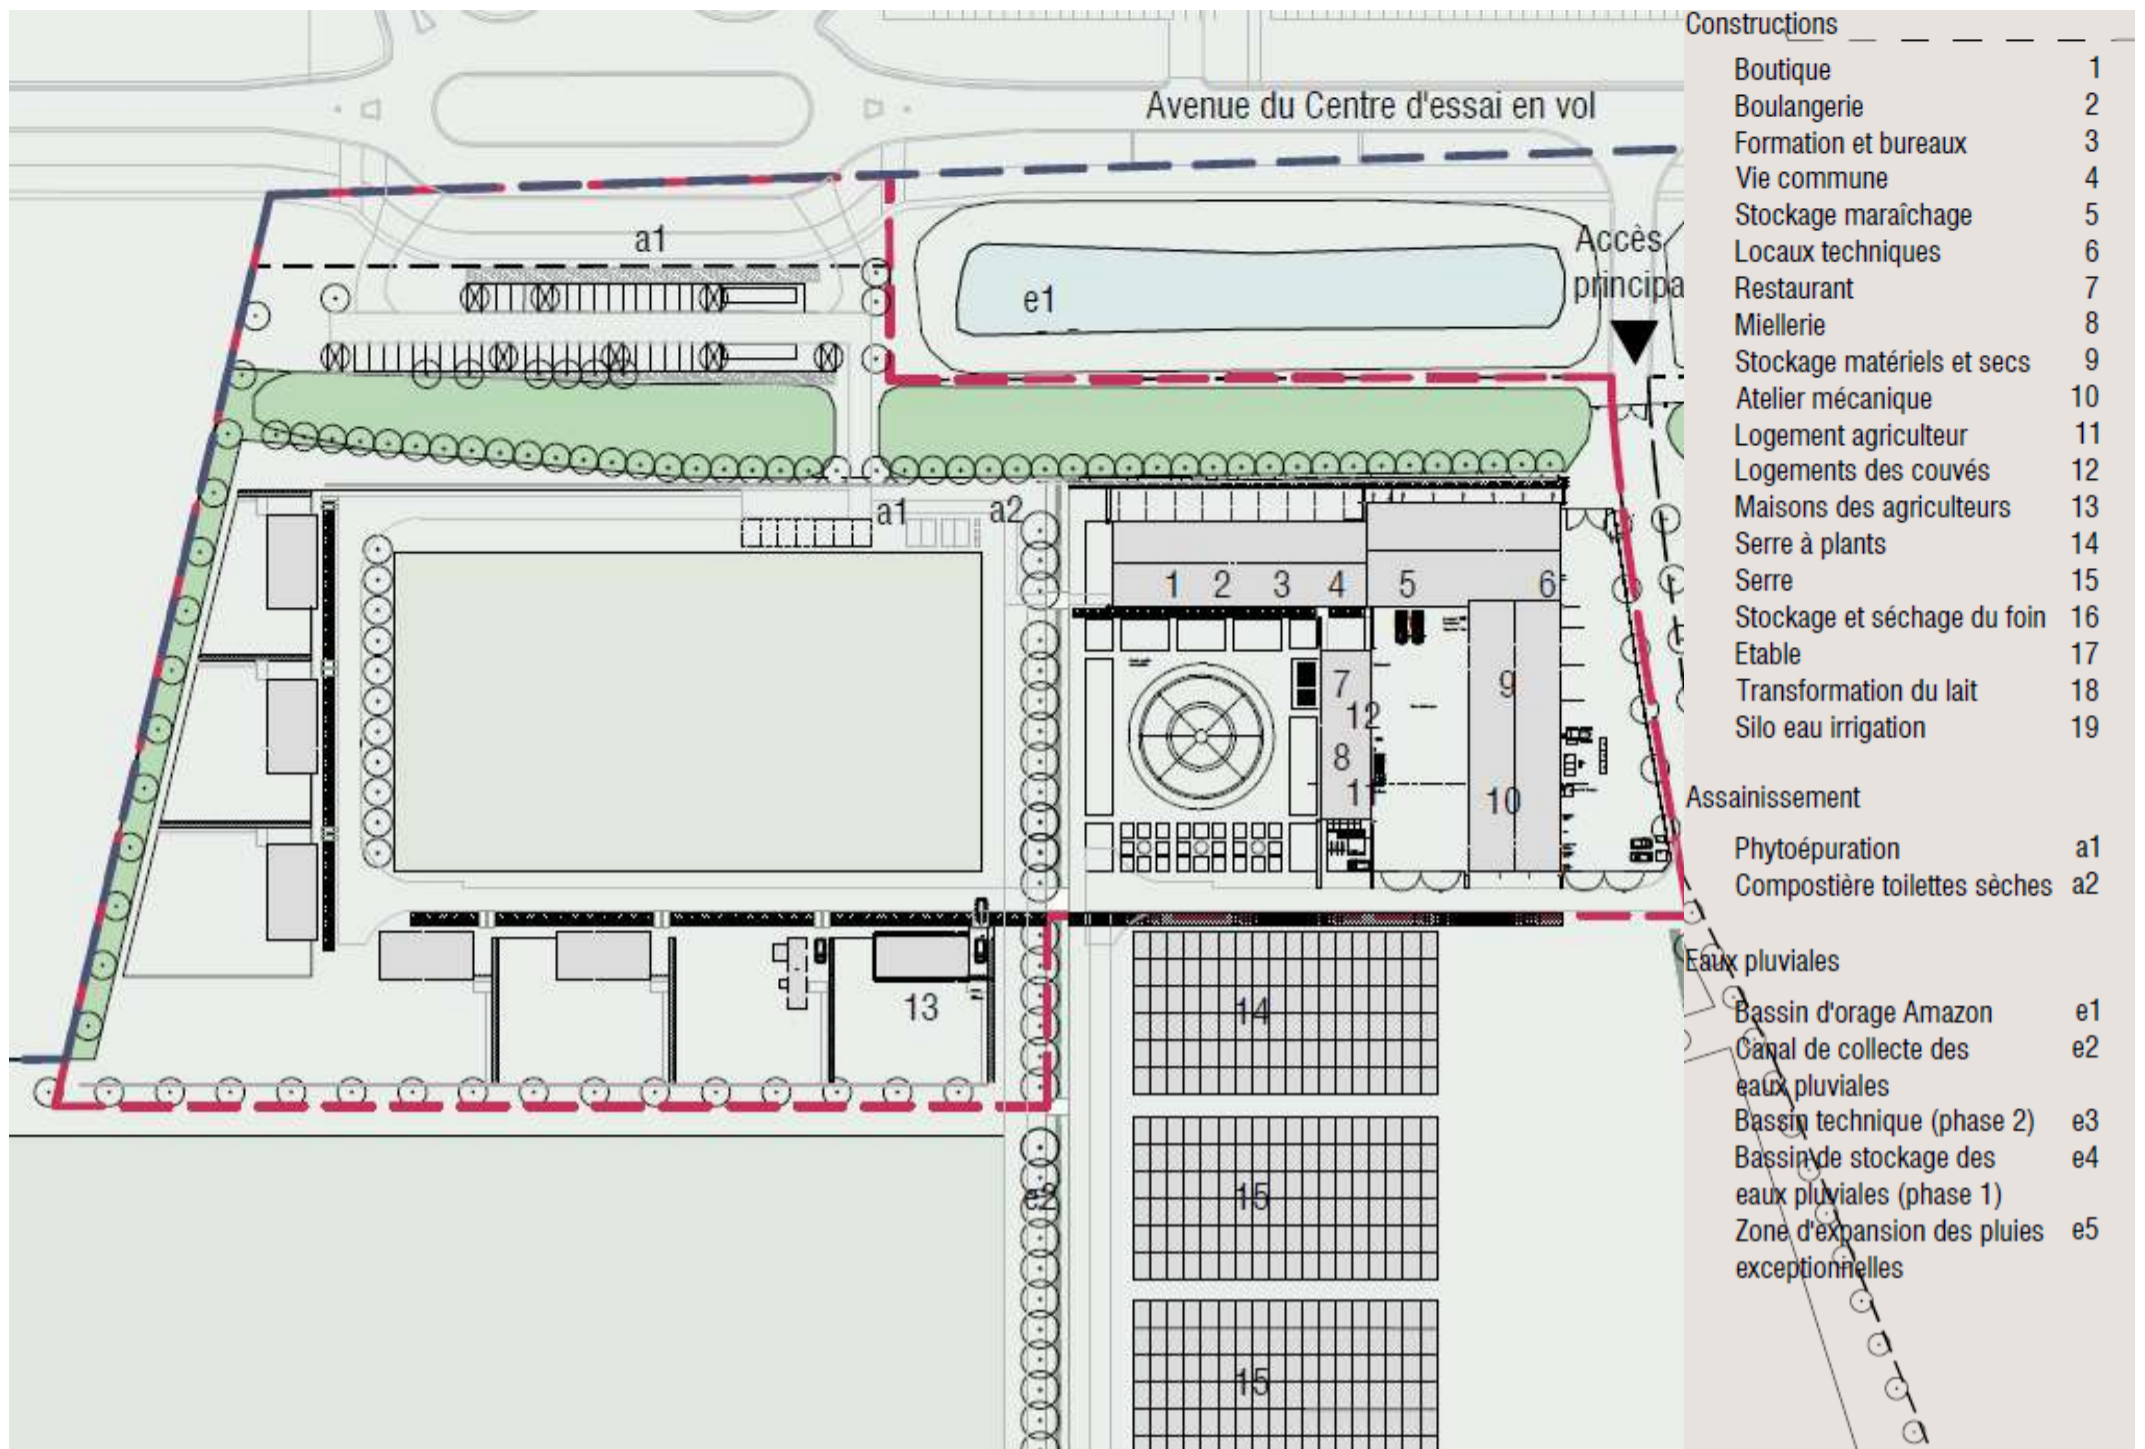 Avenue du Centre d'essai en vol
a1
e1
Accès
principa
a1
a2
1 2 3 4 5 6
7
12
8
11
9
10
13
14
15
e2
15
Constructions
Boutique 1
Boulangerie 2
Formation et bureaux 3
Vie commune 4
Stockage maraîchage 5
Locaux techniques 6
Restaurant 7
Miellerie 8
Stockage matériels et secs 9
Atelier mécanique 10
Logement agriculteur 11
Logements des couvés 12
Maisons des agriculteurs 13
Serre à plants 14
Serre 15
Stockage et séchage du foin 16
Etable 17
Transformation du lait 18
Silo eau irrigation 19
Assainissement
Phytoépuration a1
Compostière toilettes sèches a2
Eaux pluviales
Bassin d'orage Amazon e1
Canal de collecte des e2
eaux pluviales
Bassin technique (phase 2) e3
Bassin de stockage des e4
eaux pluviales (phase 1)
Zone d'expansion des pluies e5
exceptionnelles